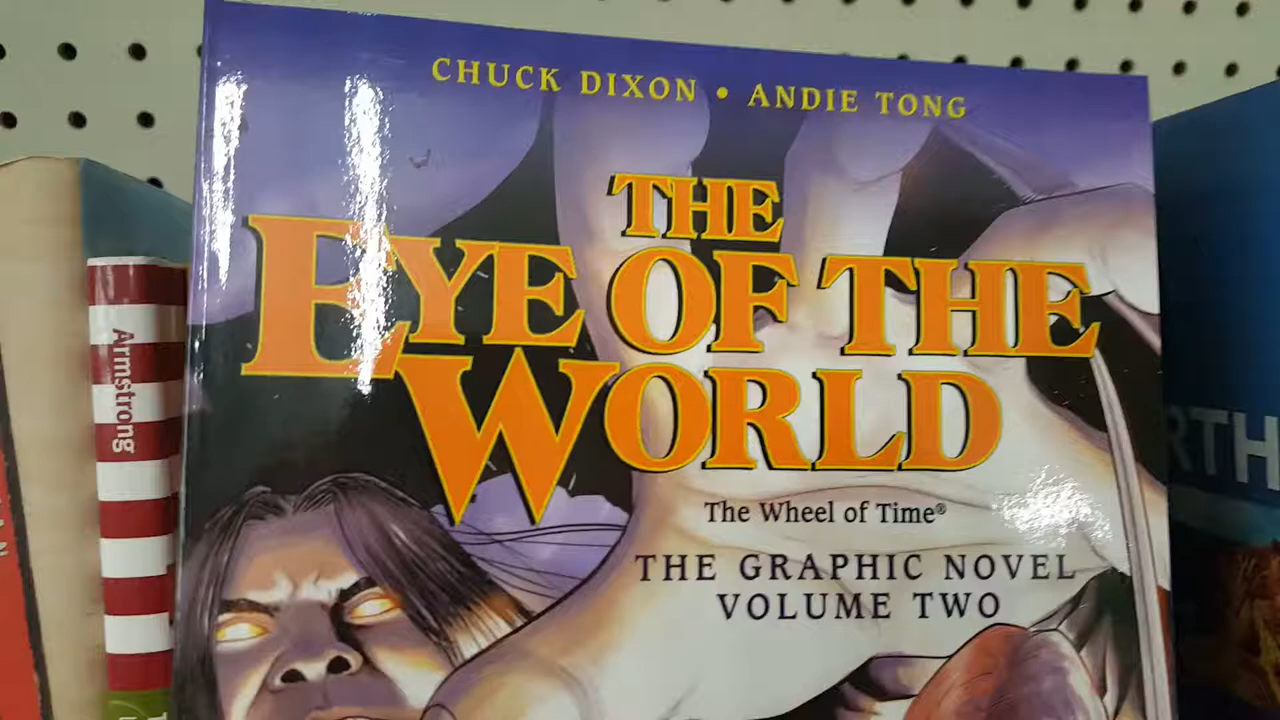 CHUCK DIXON • ANDIE TONG
THE
EYE OF THE
WORLD
The Wheel of Time®
THE GRAPHIC NOVEL
VOLUME TWO
Armstrong
RTH